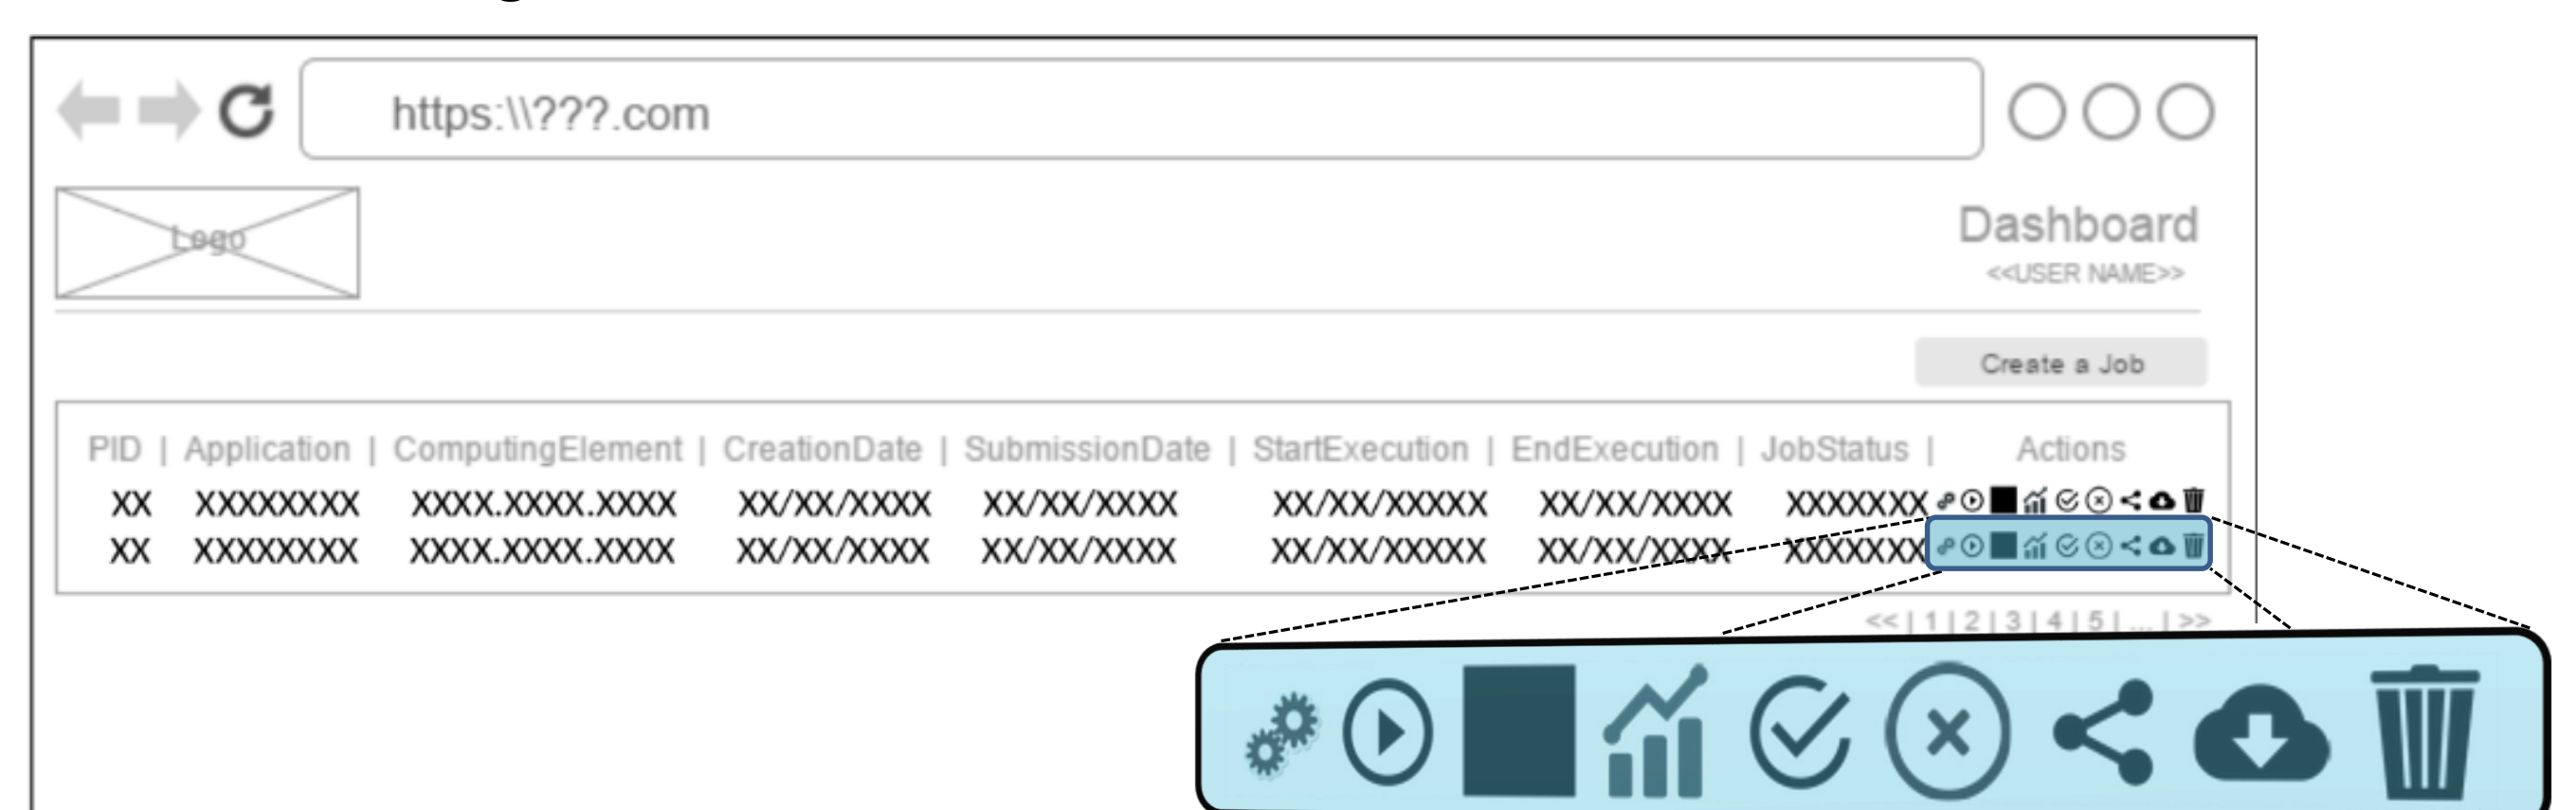 https:\\???.com
Logo
Dashboard
<<USER NAME>>
Create a Job
PID | Application | ComputingElement | CreationDate | SubmissionDate | StartExecution | EndExecution | JobStatus | Actions
XX XXXXXXXX XXXX.XXXX.XXXX XX/XX/XXXX XX/XX/XXXX XX/XX/XXXXX XX/XX/XXXX XXXXXXX
XX XXXXXXXX XXXX.XXXX.XXXX XX/XX/XXXX XX/XX/XXXX XX/XX/XXXXX XX/XX/XXXX XXXXXXX
<< | 1 | 2 | 3 | 4 | 5 | ... | >>